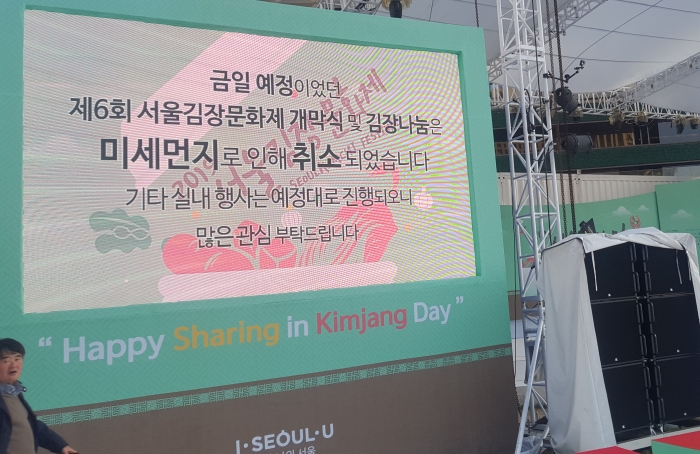 금일 예정이었던
제6회 서울김장문화제 개막식 및 김장나눔은
미세먼지로 인해 취소 되었습니다
기타 실내 행사는 예정대로 진행되오니
많은 관심 부탁드립니다
“ Happy Sharing in Kimjang Day ”
I·SEOUL·U